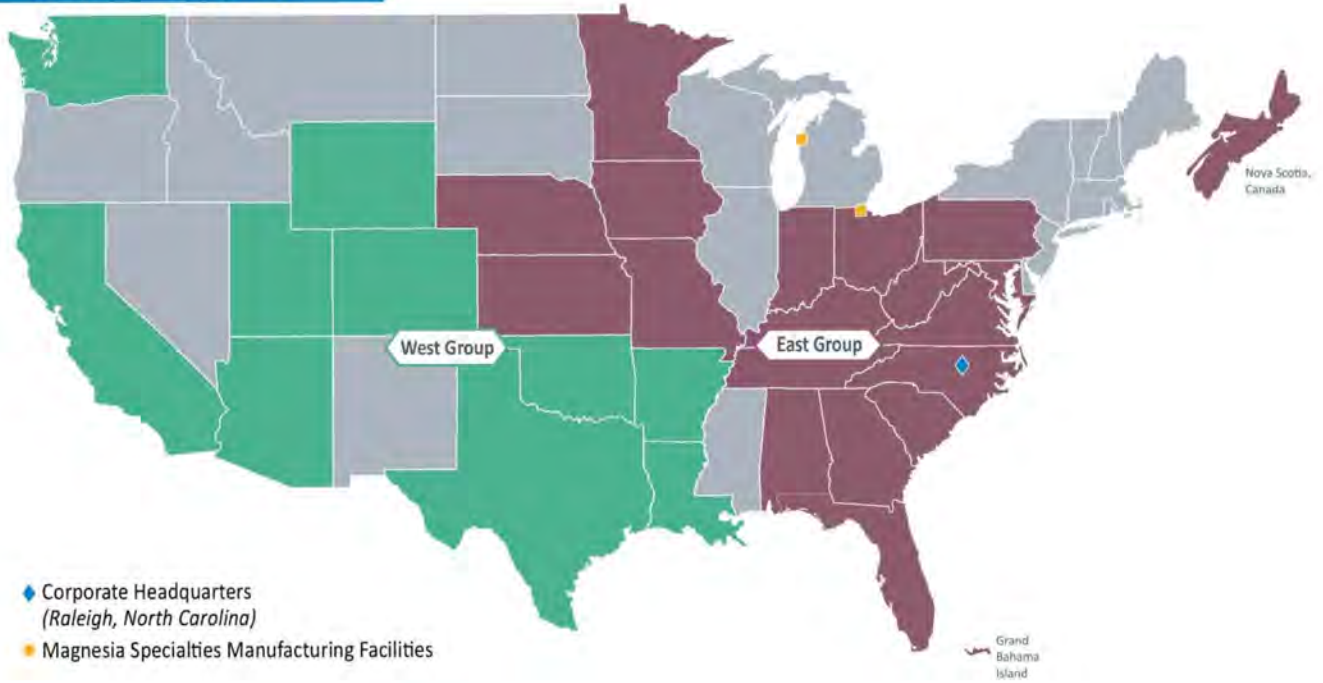 West Group
East Group
Nova Scotia,
Canada
Corporate Headquarters
(Raleigh, North Carolina)
Magnesia Specialties Manufacturing Facilities
Grand
Bahama
Island